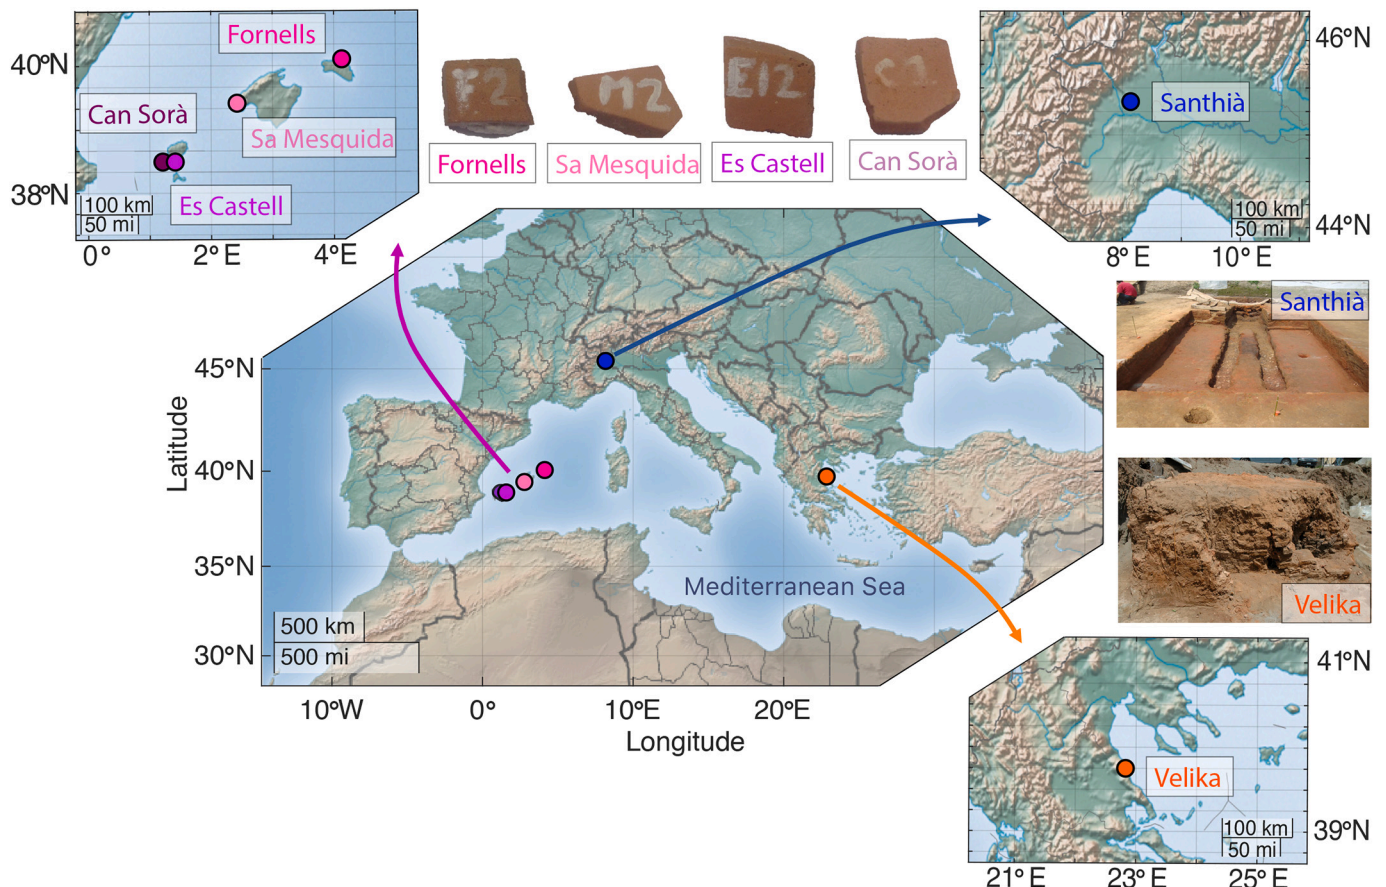 Fornells
40°N
Can Sorà
Sa Mesquida
38°N
100 km
50 mi
Es Castell
0°
2°E
4°E
F2
M2
E12
C1
Fornells
Sa Mesquida
Es Castell
Can Sorà
46°N
Santhià
100 km
50 mi
44°N
8°E
10°E
Santhià
Velika
45°N
40°N
35°N
30°N
Latitude
Mediterranean Sea
500 km
500 mi
10°W
0°
10°E
20°E
Longitude
41°N
Velika
100 km
50 mi
39°N
21°E
23°E
25°E